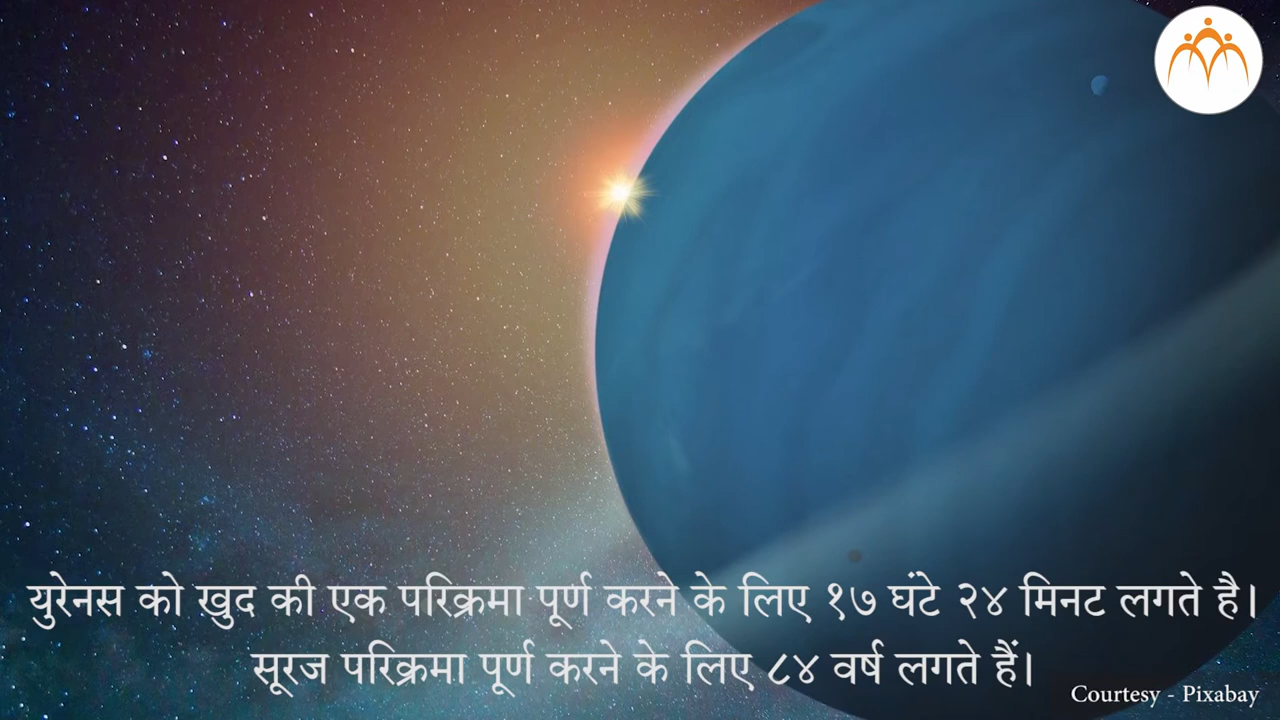 युरेनस को खुद की एक परिक्रमा पूर्ण करने के लिए १७ घंटे २४ मिनट लगते है।
सूरज परिक्रमा पूर्ण करने के लिए ८४ वर्ष लगते हैं।
Courtesy - Pixabay